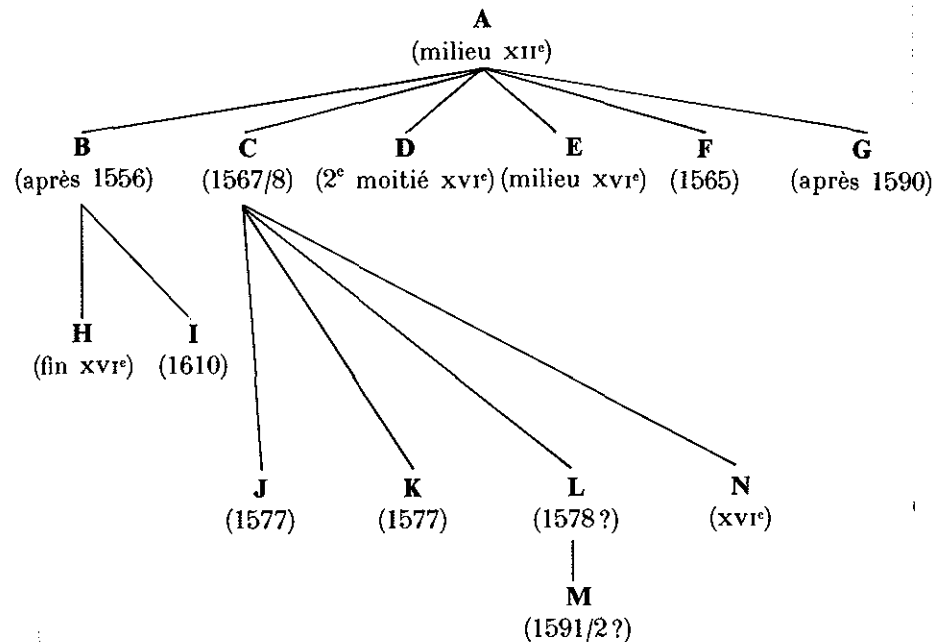 A
(milieu XIIᵉ)
B C D E F G
(après 1556) (1567/8) (2ᵉ moitié XVIᵉ) (milieu XVIᵉ) (1565) (après 1590)
H I
(fin XVIᵉ) (1610)
J K L N
(1577) (1577) (1578?) (XVIᵉ)
M
(1591/2?)